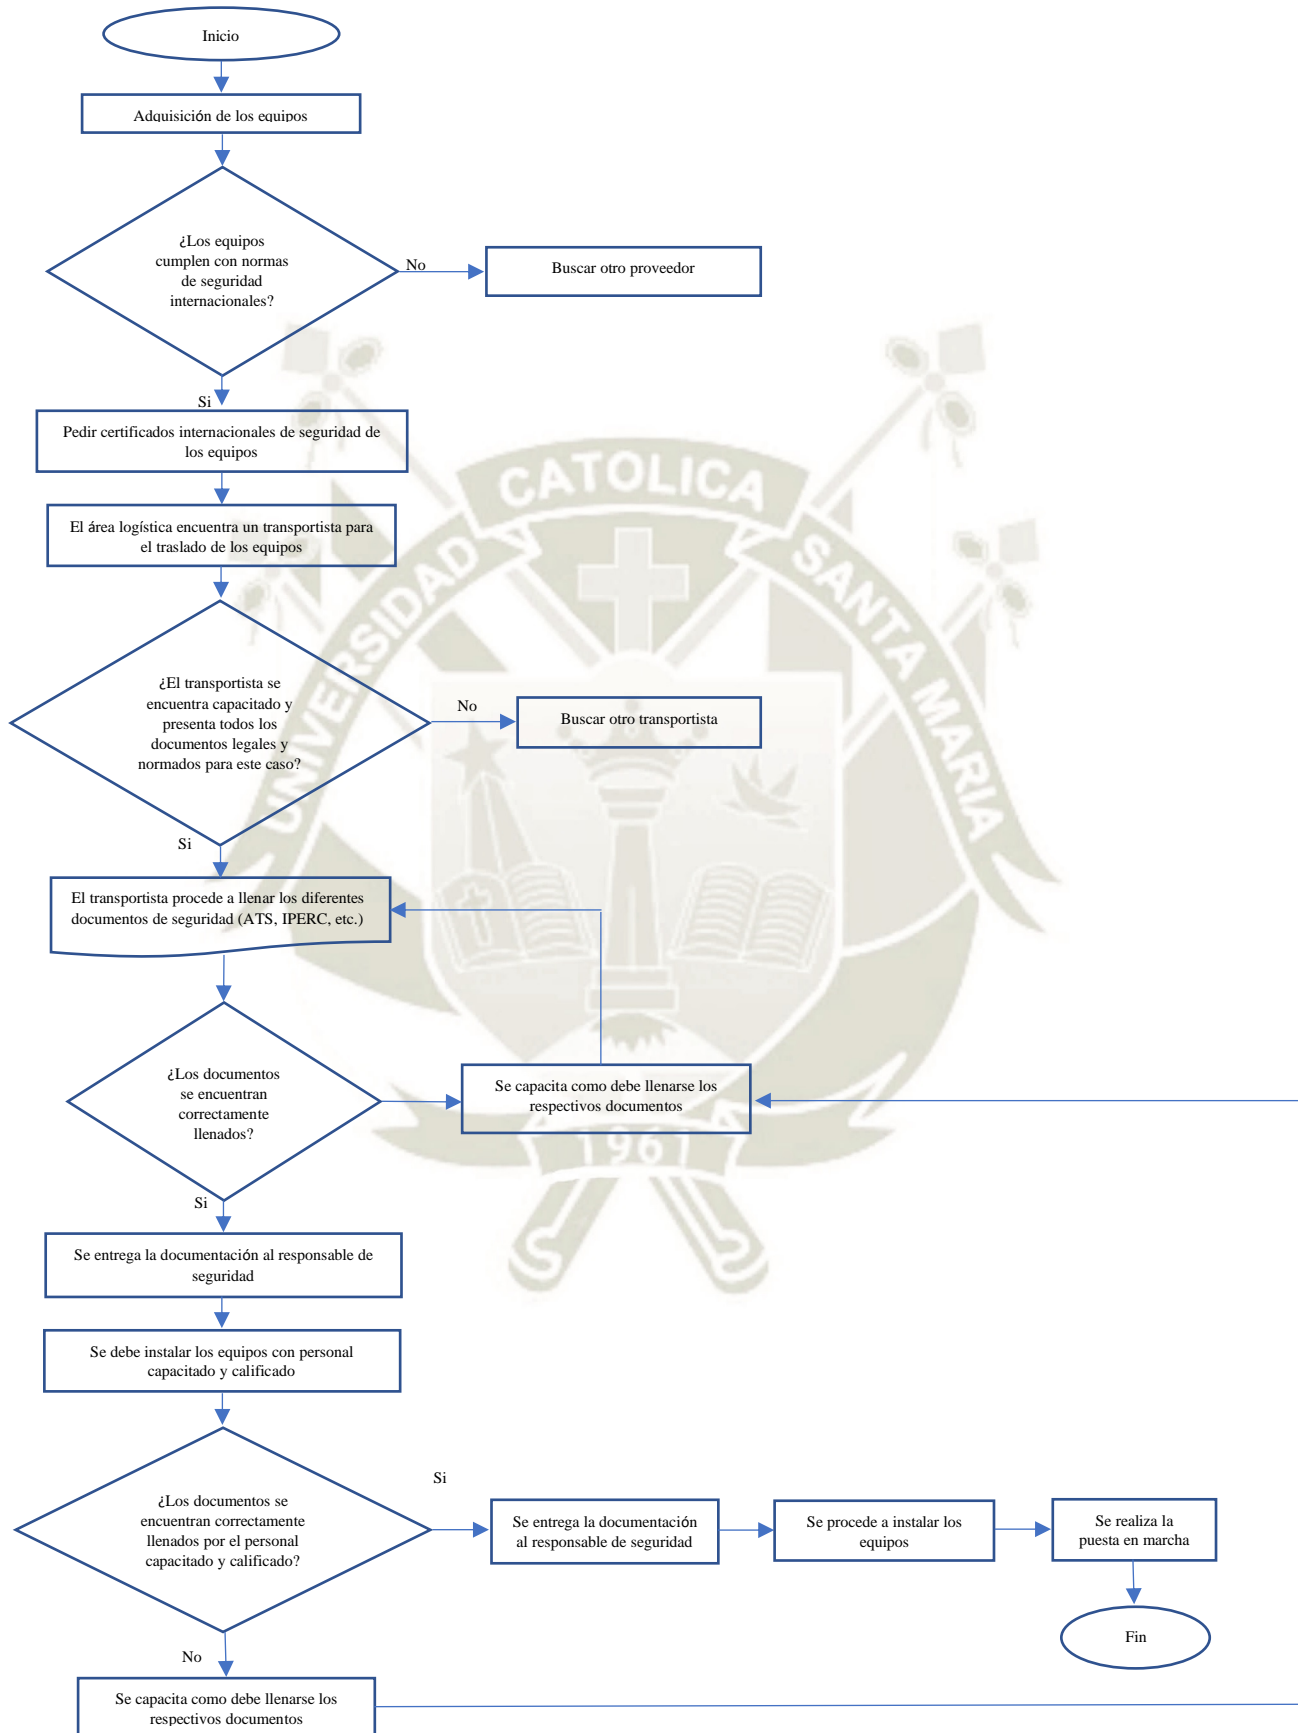 Inicio
Adquisición de los equipos
¿Los equipos
cumplen con normas
de seguridad
internacionales?
No
Buscar otro proveedor
Si
Pedir certificados internacionales de seguridad de
los equipos
El área logística encuentra un transportista para
el traslado de los equipos
¿El transportista se
encuentra capacitado y
presenta todos los
documentos legales y
normados para este caso?
No
Buscar otro transportista
Si
El transportista procede a llenar los diferentes
documentos de seguridad (ATS, IPERC, etc.)
¿Los documentos
se encuentran
correctamente
llenados?
Se capacita como debe llenarse los
respectivos documentos
Si
Se entrega la documentación al responsable de
seguridad
Se debe instalar los equipos con personal
capacitado y calificado
¿Los documentos se
encuentran correctamente
llenados por el personal
capacitado y calificado?
Si
Se entrega la documentación
al responsable de seguridad
Se procede a instalar los
equipos
Se realiza la
puesta en marcha
Fin
No
Se capacita como debe llenarse los
respectivos documentos
UNIVERSIDAD CATOLICA SANTA MARIA
1961